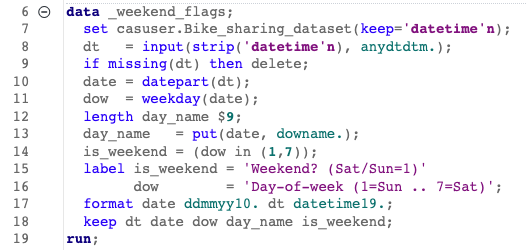 6 data _weekend_flags;
7 set casuser.Bike_sharing_dataset(keep='datetime'n);
8 dt   = input(strip('datetime'n), anydtdtm.);
9 if missing(dt) then delete;
10 date = datepart(dt);
11 dow  = weekday(date);
12 length day_name $9;
13 day_name   = put(date, downame.);
14 is_weekend = (dow in (1,7));
15 label is_weekend = 'Weekend? (Sat/Sun=1)'
16 dow        = 'Day-of-week (1=Sun .. 7=Sat)';
17 format date ddmmyy10. dt datetime19.;
18 keep dt date dow day_name is_weekend;
19 run;